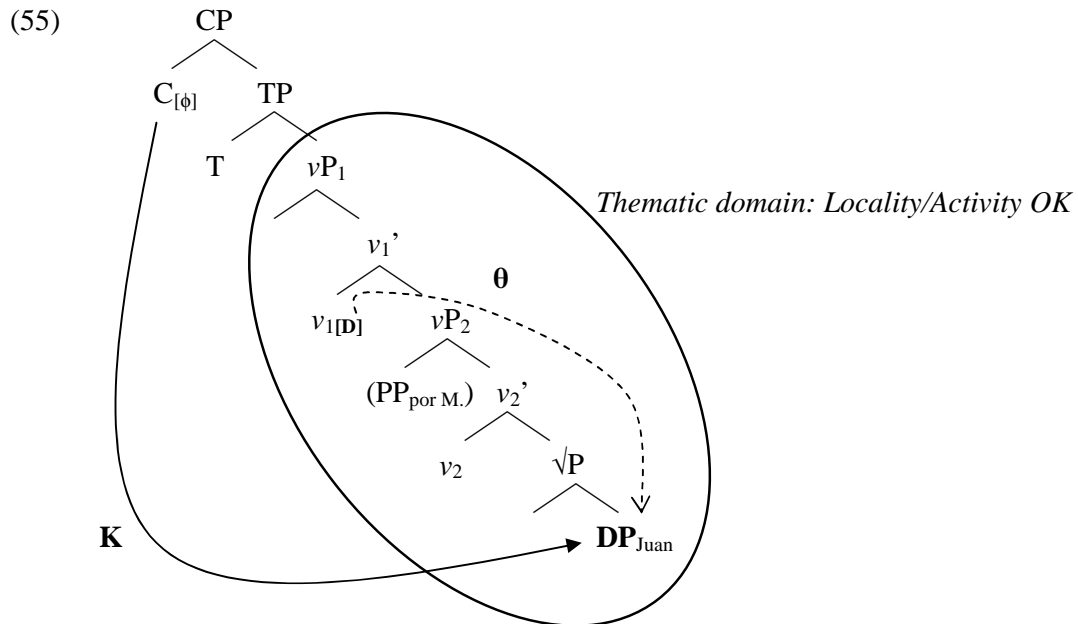 (55)
CP
C[ϕ] TP
T vP1
Thematic domain: Locality/Activity OK
v1’
θ
v1[D] vP2
(PPpor M.) v2’
v2 √P
K DPJuan